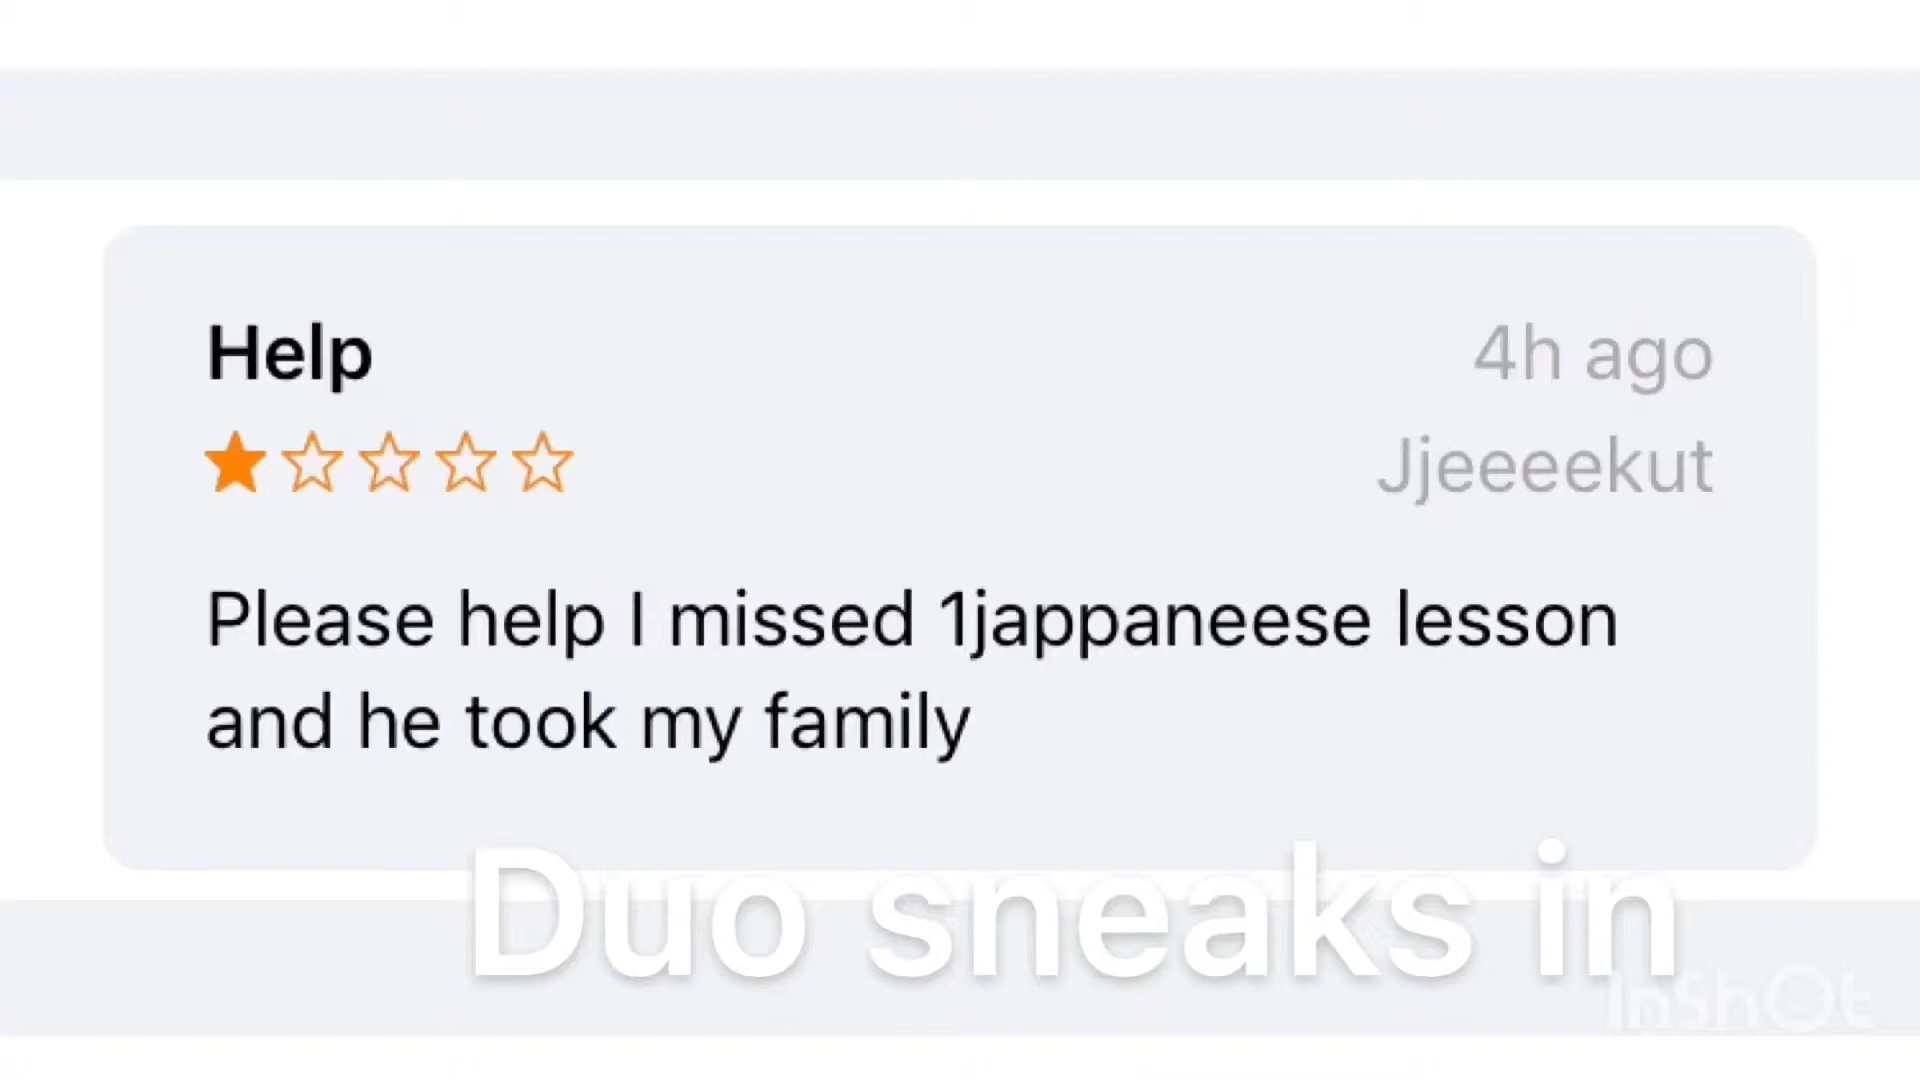 Help
4h ago
Jjeeeekut
Please help I missed 1jappaneese lesson
and he took my family
Duo sneaks in
InShOt